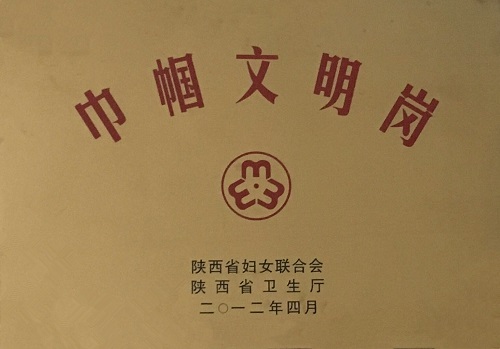 巾帼文明岗
陕西省妇女联合会
陕西省卫生厅
二〇一二年四月